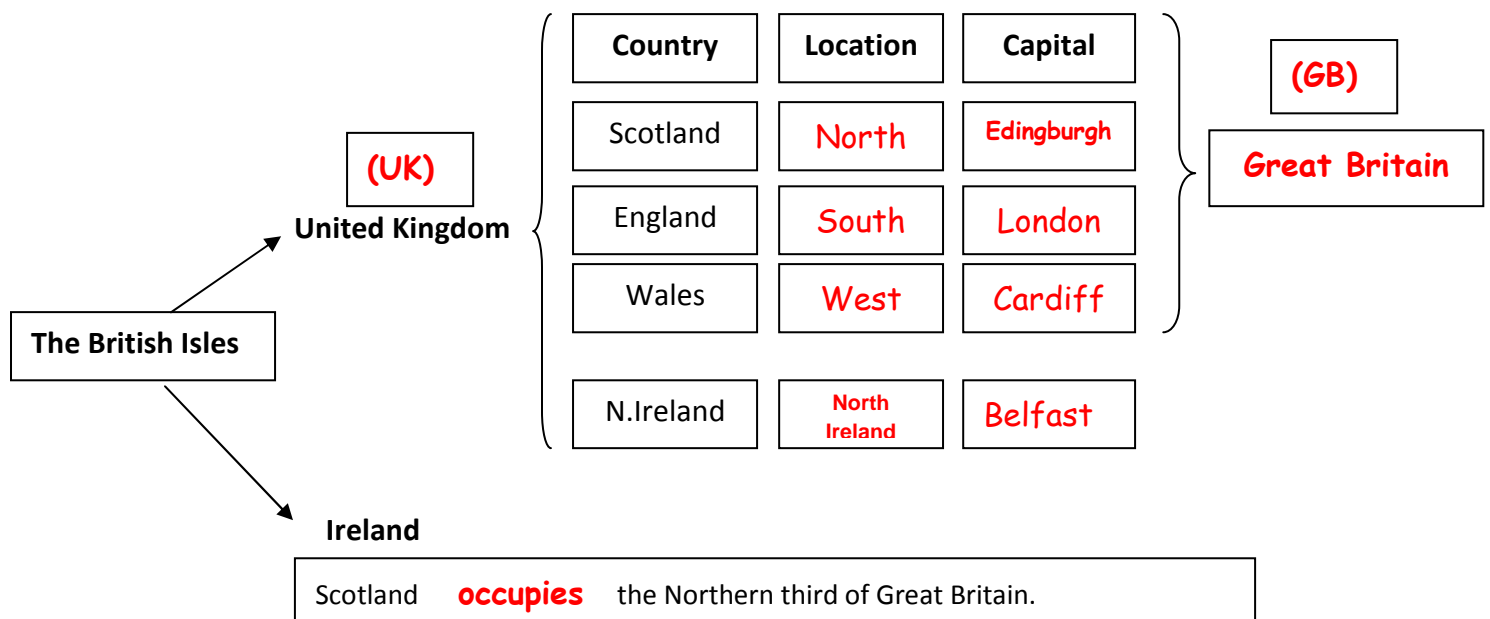 Country Location Capital
(GB)
Scotland North Edingburgh
(UK)
Great Britain
United Kingdom
England South London
Wales West Cardiff
The British Isles
N.Ireland North Ireland Belfast
Ireland
Scotland occupies the Northern third of Great Britain.